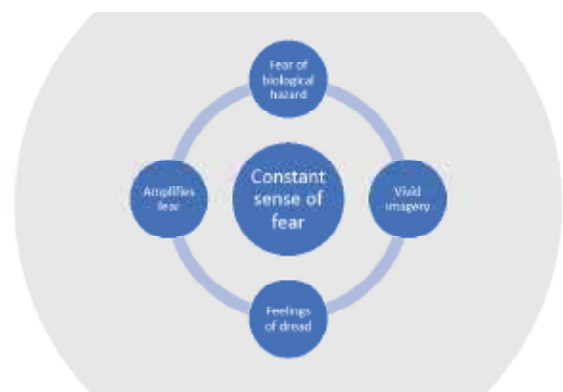 Fear of
biological
hazard
Constant
sense of
fear
Amplifies
fear
Vivid
imagery
Feelings
of dread